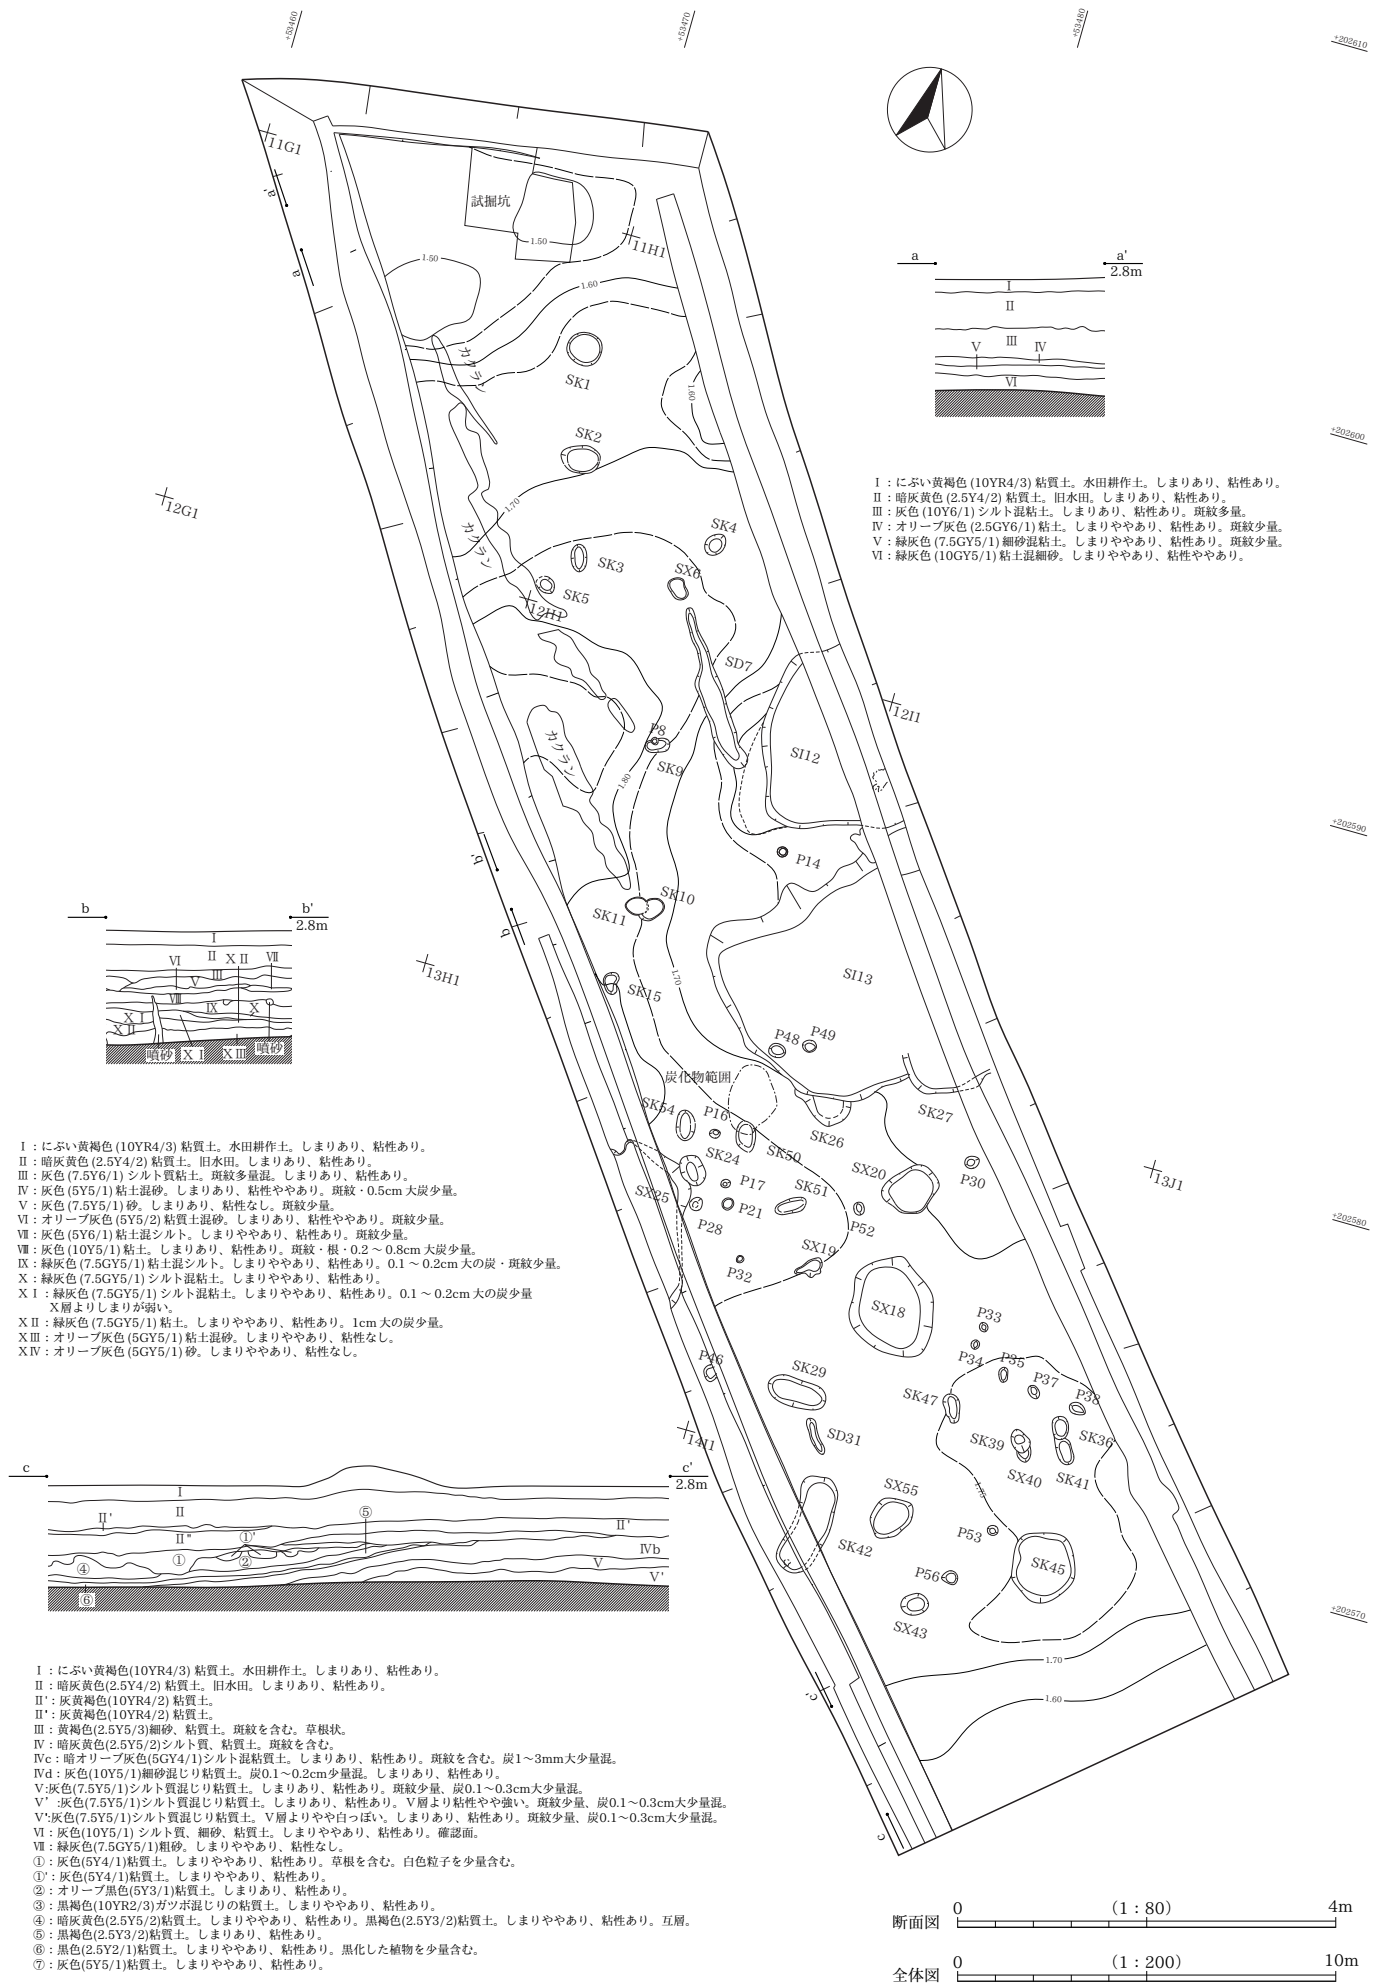 +53460
+53470
+53480
+202610
11G1
a'
a
試掘坑
1.50
11H1
1.50
1.60
a
a'
2.8m
Ⅰ
Ⅱ
Ⅲ
Ⅴ
Ⅳ
Ⅵ
カクラン
SK1
1.60
SK2
+202600
12G1
1.70
カクラン
SK4
Ⅰ：にぶい黄褐色 (10YR4/3) 粘質土。水田耕作土。しまりあり、粘性あり。
Ⅱ：暗灰黄色 (2.5Y4/2) 粘質土。旧水田。しまりあり、粘性あり。
Ⅲ：灰色 (10Y6/1) シルト混粘土。しまりあり、粘性あり。斑紋多量。
Ⅳ：オリーブ灰色 (2.5GY6/1) 粘土。しまりややあり、粘性あり。斑紋少量。
Ⅴ：緑灰色 (7.5GY5/1) 細砂混粘土。しまりややあり、粘性あり。斑紋少量。
Ⅵ：緑灰色 (10GY5/1) 粘土混細砂。しまりややあり、粘性ややあり。
SK3
SX6
SK5
12H1
SD7
12I1
P8
SK9
SI12
カクラン
1.80
+202590
b'
P14
SK10
SK11
b
b
b'
2.8m
Ⅰ
Ⅱ
ⅩⅡ
Ⅶ
Ⅵ
Ⅲ
Ⅴ
Ⅷ
Ⅸ
Ⅹ
ⅩⅠ
ⅩⅡ
噴砂
ⅩⅠ
ⅩⅢ
噴砂
13H1
1.70
SI13
SK15
P48
P49
炭化物範囲
SK54
P16
SK27
SK26
SK50
SK24
SX20
P30
13J1
SX25
P17
SK51
P21
P28
P52
+202580
SX19
P32
SX18
P33
P34
P35
P46
P37
SK29
SK47
P38
Ⅰ：にぶい黄褐色 (10YR4/3) 粘質土。水田耕作土。しまりあり、粘性あり。
Ⅱ：暗灰黄色 (2.5Y4/2) 粘質土。旧水田。しまりあり、粘性あり。
Ⅲ：灰色 (7.5Y6/1) シルト質粘土。斑紋多量混。しまりあり、粘性あり。
Ⅳ：灰色 (5Y5/1) 粘土混砂。しまりあり、粘性ややあり。斑紋・0.5cm 大炭少量。
Ⅴ：灰色 (7.5Y5/1) 砂。しまりあり、粘性なし。斑紋少量。
Ⅵ：オリーブ灰色 (5GY5/2) 粘質土混砂。しまりあり、粘性ややあり。斑紋少量。
Ⅶ：灰色 (5Y6/1) 粘土混シルト。しまりややあり、粘性あり。斑紋少量。
Ⅷ：灰色 (10Y5/1) 粘土。しまりあり、粘性あり。斑紋・根・0.2 ～ 0.8cm 大炭少量。
Ⅸ：緑灰色 (7.5GY5/1) 粘土混シルト。しまりややあり、粘性あり。0.1 ～ 0.2cm 大の炭・斑紋少量。
Ⅹ：緑灰色 (7.5GY5/1) シルト混粘土。しまりややあり、粘性あり。
ⅩⅠ：緑灰色 (7.5GY5/1) シルト混粘土。しまりややあり、粘性あり。0.1 ～ 0.2cm 大の炭少量
Ⅹ層よりしまりが弱い。
ⅩⅡ：緑灰色 (7.5GY5/1) 粘土。しまりややあり、粘性あり。1cm 大の炭少量。
ⅩⅢ：オリーブ灰色 (5GY5/1) 粘土混砂。しまりややあり、粘性なし。
ⅩⅣ：オリーブ灰色 (5GY5/1) 砂。しまりややあり、粘性なし。
14I1
SD31
SK39
SK36
SX40
SK41
1.75
SX55
SK42
P53
SK45
P56
SX43
+202570
1.70
1.60
c'
c
c
c'
2.8m
Ⅰ
Ⅱ
Ⅱ'
Ⅱ"
①'
⑤
①
②
④
⑥
Ⅱ'
Ⅳb
Ⅴ
Ⅴ'
Ⅰ：にぶい黄褐色(10YR4/3) 粘質土。水田耕作土。しまりあり、粘性あり。
Ⅱ：暗灰黄色(2.5Y4/2) 粘質土。旧水田。しまりあり、粘性あり。
Ⅱ'：灰黄褐色(10YR4/2) 粘質土。
Ⅱ"：灰黄褐色(10YR4/2) 粘質土。
Ⅲ：黄褐色(2.5Y5/3)細砂、粘質土。斑紋を含む。草根状。
Ⅳ：暗灰黄色(2.5Y5/2)シルト質、粘質土。斑紋を含む。
Ⅳc：暗オリーブ灰色(5GY4/1)シルト混粘質土。しまりあり、粘性あり。斑紋を含む。炭1～3mm大少量混。
Ⅳd：灰色(10Y5/1)細砂混じり粘質土。炭0.1～0.2cm少量混。しまりあり、粘性あり。
Ⅴ:灰色(7.5Y5/1)シルト質混じり粘質土。しまりあり、粘性あり。斑紋少量、炭0.1～0.3cm大少量混。
Ⅴ'：灰色(7.5Y5/1)シルト質混じり粘質土。しまりあり、粘性あり。Ⅴ層より粘性やや強い。斑紋少量、炭0.1～0.3cm大少量混。
Ⅴ":灰色(7.5Y5/1)シルト質混じり粘質土。Ⅴ層よりやや白っぽい。しまりあり、粘性あり。斑紋少量、炭0.1～0.3cm大少量混。
Ⅵ：灰色(10Y5/1) シルト質、細砂、粘質土。しまりややあり、粘性あり。確認面。
Ⅶ：緑灰色(7.5GY5/1)粗砂。しまりややあり、粘性なし。
①：灰色(5Y4/1)粘質土。しまりややあり、粘性あり。草根を含む。白色粒子を少量含む。
①'：灰色(5Y4/1)粘質土。しまりややあり、粘性あり。
②：オリーブ黒色(5Y3/1)粘質土。しまりあり、粘性あり。
③：黒褐色(10YR2/3)ガツボ混じりの粘質土。しまりややあり、粘性あり。
④：暗灰黄色(2.5Y5/2)粘質土。しまりややあり、粘性あり。黒褐色(2.5Y3/2)粘質土。しまりややあり、粘性あり。互層。
⑤：黒褐色(2.5Y3/2)粘質土。しまりあり、粘性あり。
⑥：黒色(2.5Y2/1)粘質土。しまりややあり、粘性あり。黒化した植物を少量含む。
⑦：灰色(5Y5/1)粘質土。しまりややあり、粘性あり。
断面図 0 （1：80） 4m
全体図 0 （1：200） 10m